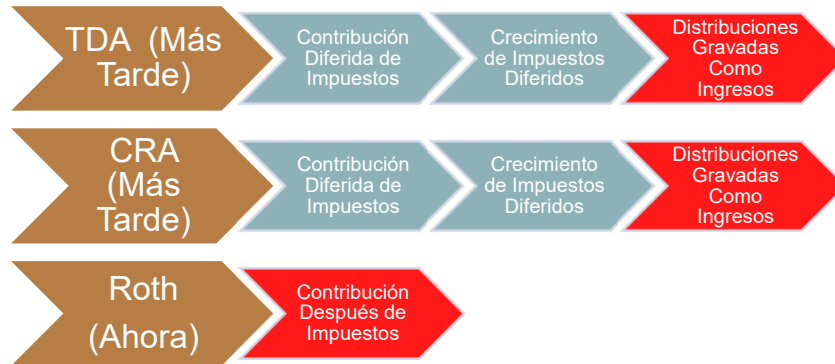 TDA (Más
Tarde)
Contribución
Diferida de
Impuestos
Crecimiento
de Impuestos
Diferidos
Distribuciones
Gravadas
Como
Ingresos
CRA
(Más
Tarde)
Contribución
Diferida de
Impuestos
Crecimiento
de Impuestos
Diferidos
Distribuciones
Gravadas
Como
Ingresos
Roth
(Ahora)
Contribución
Después de
Impuestos